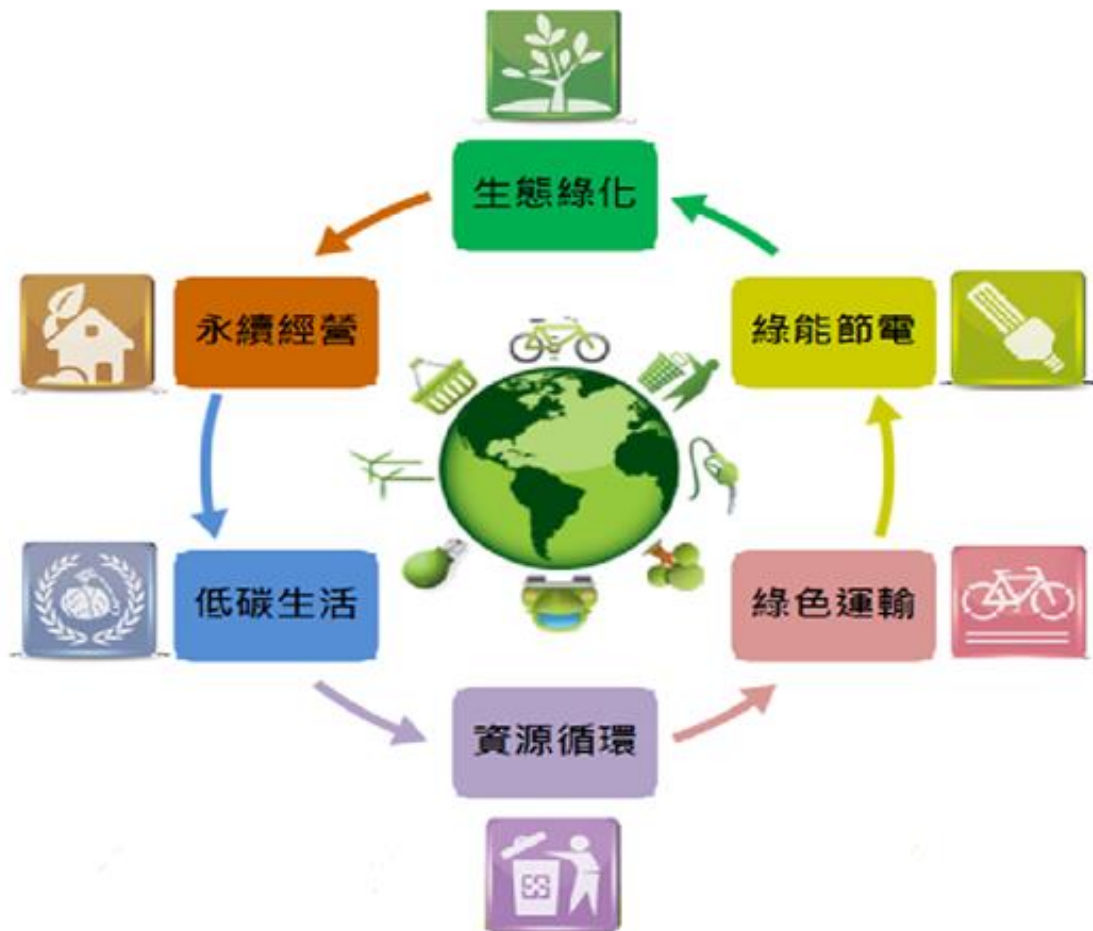 生態綠化
永續經營
綠能節電
低碳生活
綠色運輸
資源循環